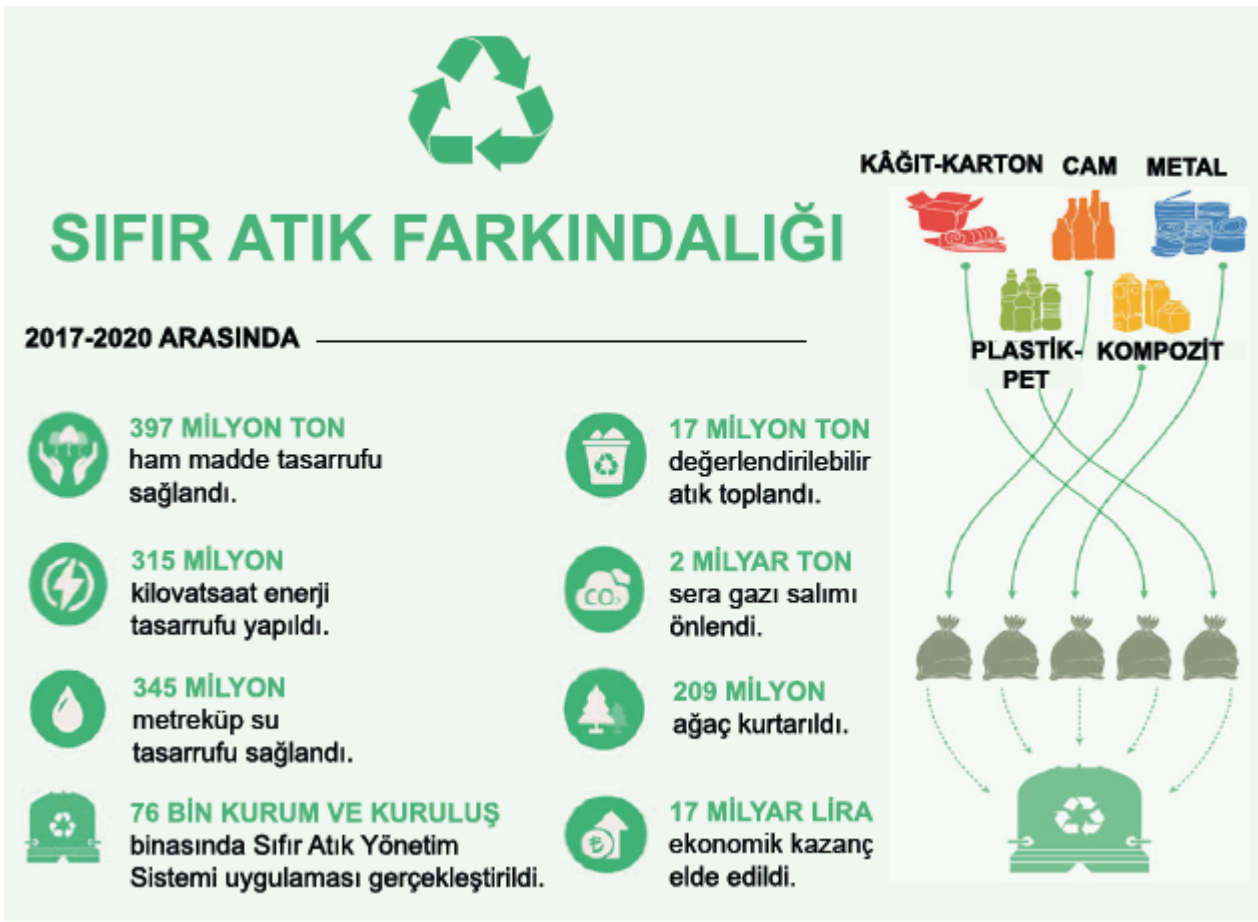 SIFIR ATIK FARKINDALIĞI
2017-2020 ARASINDA
397 MİLYON TON
ham madde tasarrufu
sağlandı.
315 MİLYON
kilovatsaat enerji
tasarrufu yapıldı.
345 MİLYON
metreküp su
tasarrufu sağlandı.
76 BİN KURUM VE KURULUŞ
binasında Sıfır Atık Yönetim
Sistemi uygulaması gerçekleştirildi.
17 MİLYON TON
değerlendirilebilir
atık toplandı.
2 MİLYAR TON
sera gazı salımı
önlendi.
CO₂
209 MİLYON
ağaç kurtarıldı.
17 MİLYAR LİRA
ekonomik kazanç
elde edildi.
₺
KÂĞIT-KARTON CAM METAL
PLASTİK-
PET
KOMPOZİT